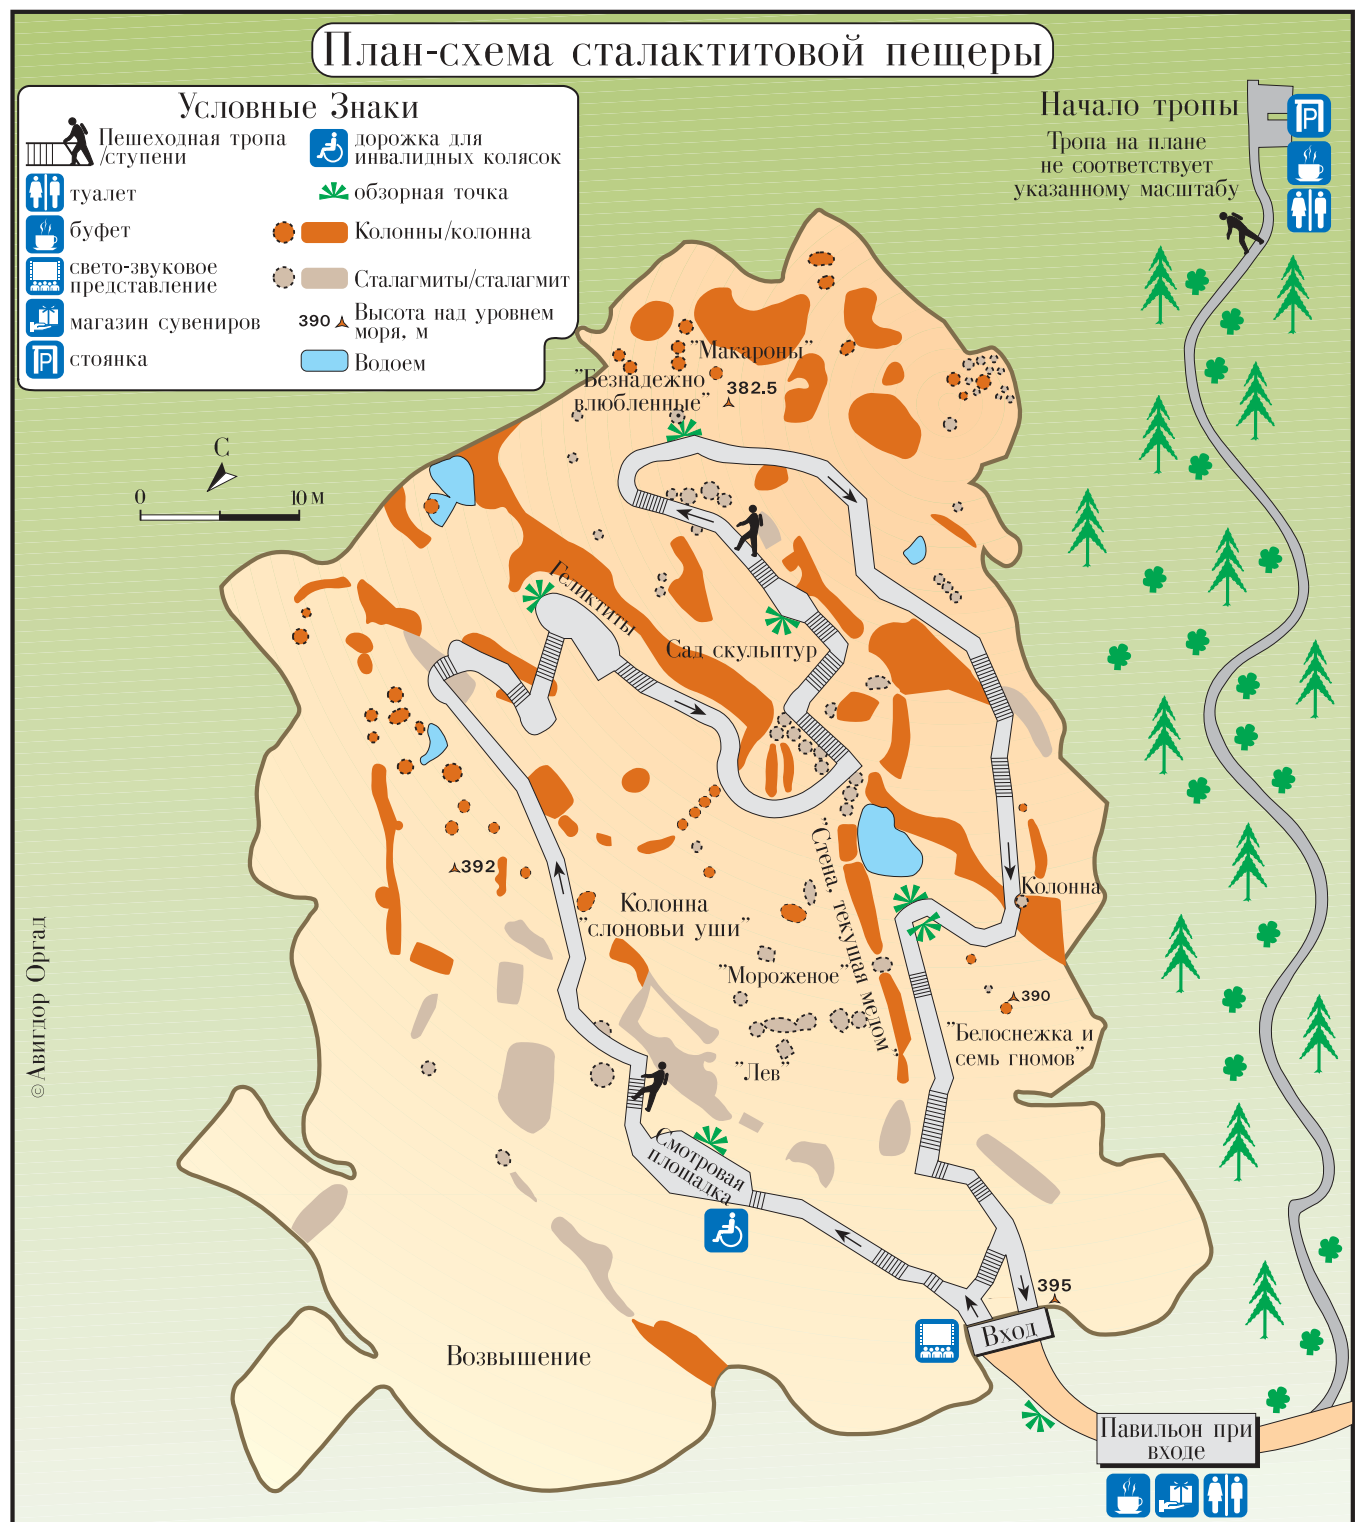 План-схема сталактитовой пещеры
Условные Знаки
Пешеходная тропа
/ступени
туалет
буфет
свето-звуковое
представление
магазин сувениров
P
стоянка
дорожка для
инвалидных колясок
обзорная точка
Колонны/колонна
Сталагмиты/сталагмит
390
Высота над уровнем
моря, м
Водоем
Начало тропы
Тропа на плане
не соответствует
указанному масштабу
P
С
0
10 м
"Макароны"
"Безнадежно
влюбленные"
382.5
Геликтиты
Сад скульптур
392
Колонна
"слоновьи уши"
"Стена, текущая медом"
Колонна
"Мороженое"
"Лев"
390
"Белоснежка и
семь гномов"
Смотровая
площадка
395
Вход
Возвышение
Павильон при
входе
©Авигдор Оргад